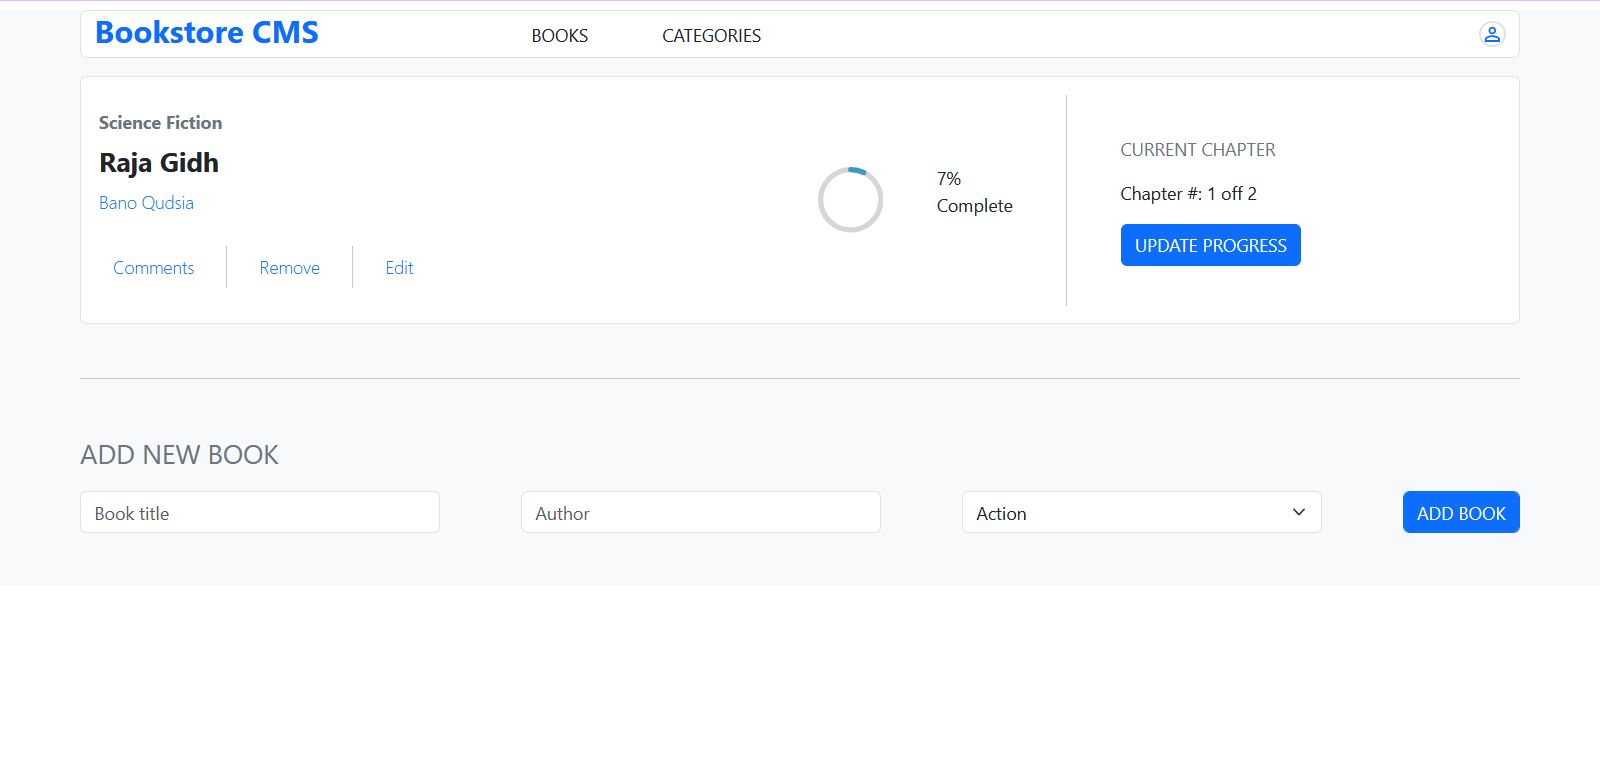 Bookstore CMS BOOKS CATEGORIES
Science Fiction
Raja Gidh
Bano Qudsia
Comments Remove Edit
7%
Complete
CURRENT CHAPTER
Chapter #: 1 off 2
UPDATE PROGRESS
ADD NEW BOOK
Book title Author Action ADD BOOK